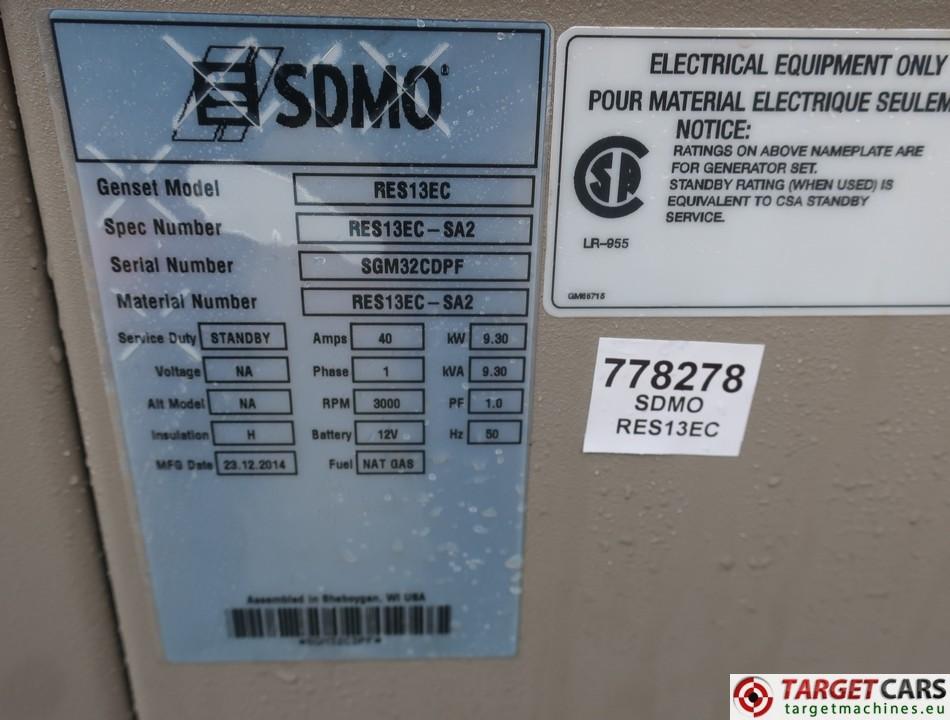 SDMO®
Genset Model RES13EC
Spec Number RES13EC-SA2
Serial Number SGM32CDPF
Material Number RES13EC-SA2
Service Duty STANDBY Amps 40 kW 9.30
Voltage NA Phase 1 kVA 9.30
Alt Model NA RPM 3000 PF 1.0
Insulation H Battery 12V Hz 50
MFG Date 23.12.2014 Fuel NAT GAS
Assembled in Sheboygan, WI USA
*SGM32CDPF*
ELECTRICAL EQUIPMENT ONLY
POUR MATERIAL ELECTRIQUE SEULEM
NOTICE:
RATINGS ON ABOVE NAMEPLATE ARE
FOR GENERATOR SET.
STANDBY RATING (WHEN USED) IS
EQUIVALENT TO CSA STANDBY
SERVICE.
LR-955
778278
SDMO
RES13EC
TARGETCARS
targetmachines.eu